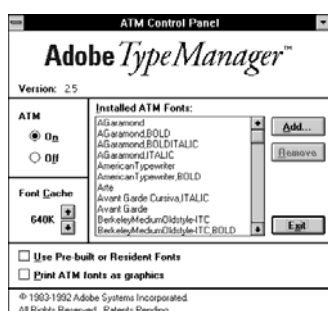 ATM Control Panel
Adobe Type Manager™
Version: 2.5
Installed ATM Fonts:
ATM
On
Off
AGaramond
AGaramond,BOLD
AGaramond,BOLDITALIC
AGaramond,ITALIC
AmericanTypewriter
AmericanTypewriter,BOLD
Arte
Avant Garde Cursiva,ITALIC
Avant Garde
BerkeleyMediumOldstyle-ITC
BerkeleyMediumOldstyle-ITC,BOLD
Add...
Remove
Exit
Font Cache
640K
Use Pre-built or Resident Fonts
Print ATM fonts as graphics
© 1983-1992 Adobe Systems Incorporated.
All Rights Reserved. Patents Pending.